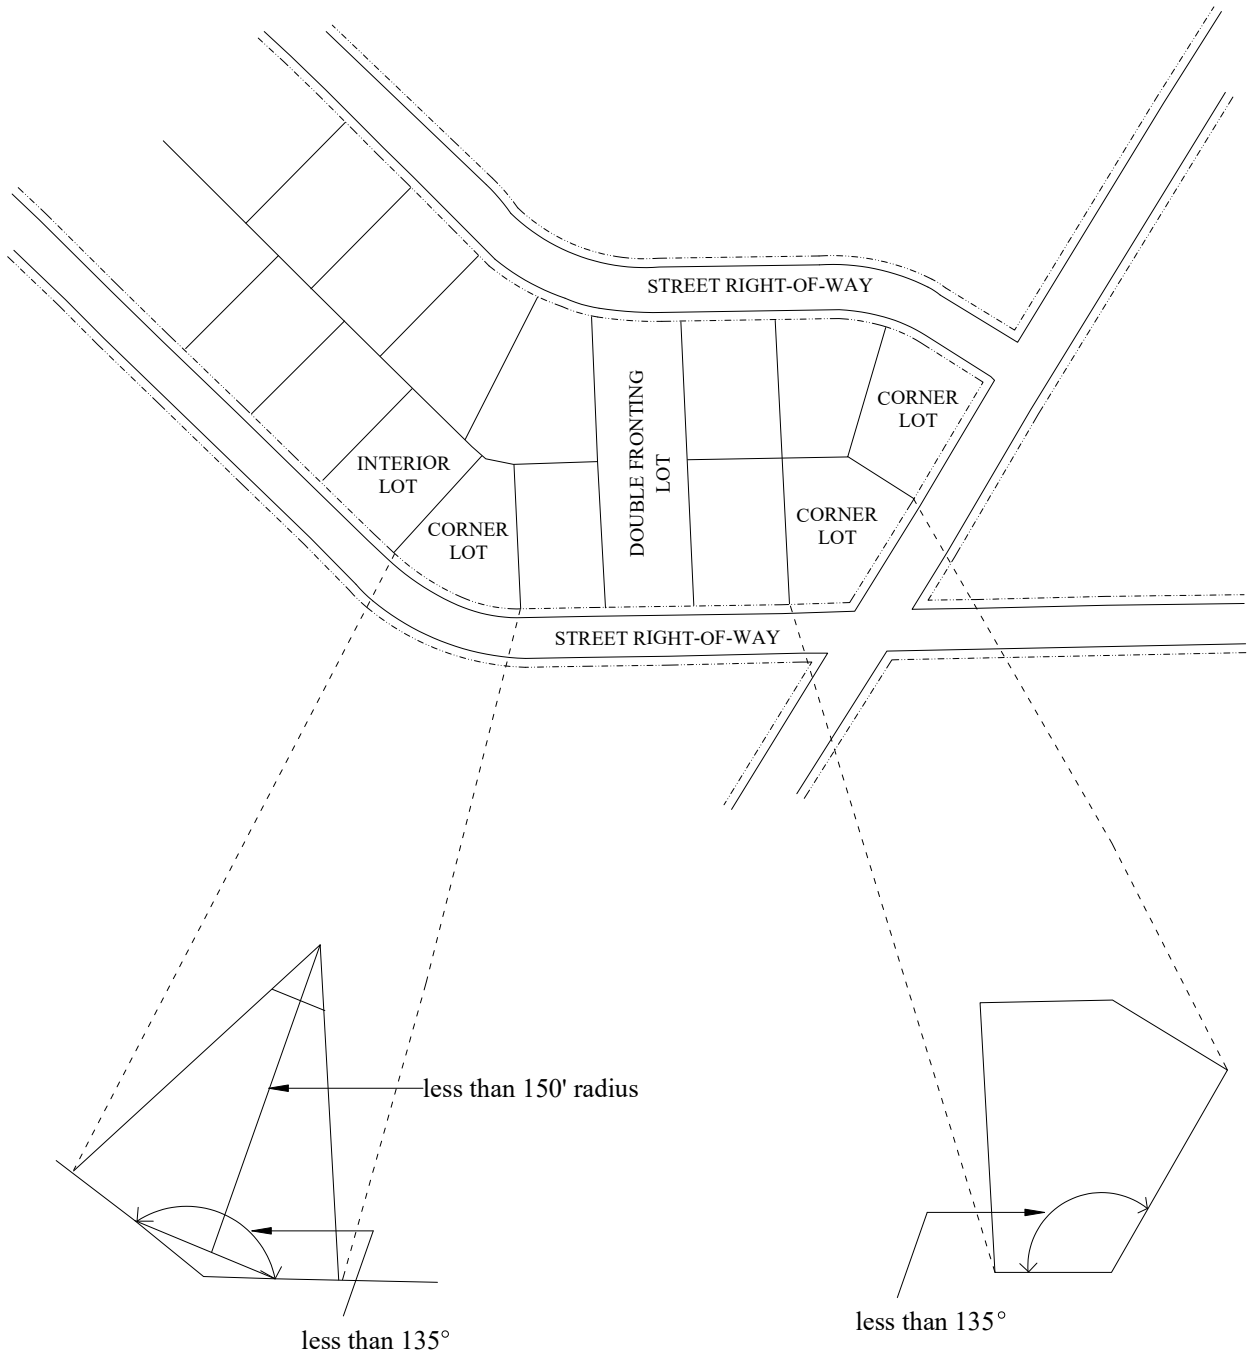 STREET RIGHT-OF-WAY
CORNER
LOT
DOUBLE FRONTING
LOT
INTERIOR
LOT
CORNER
LOT
CORNER
LOT
STREET RIGHT-OF-WAY
less than 150' radius
less than 135°
less than 135°